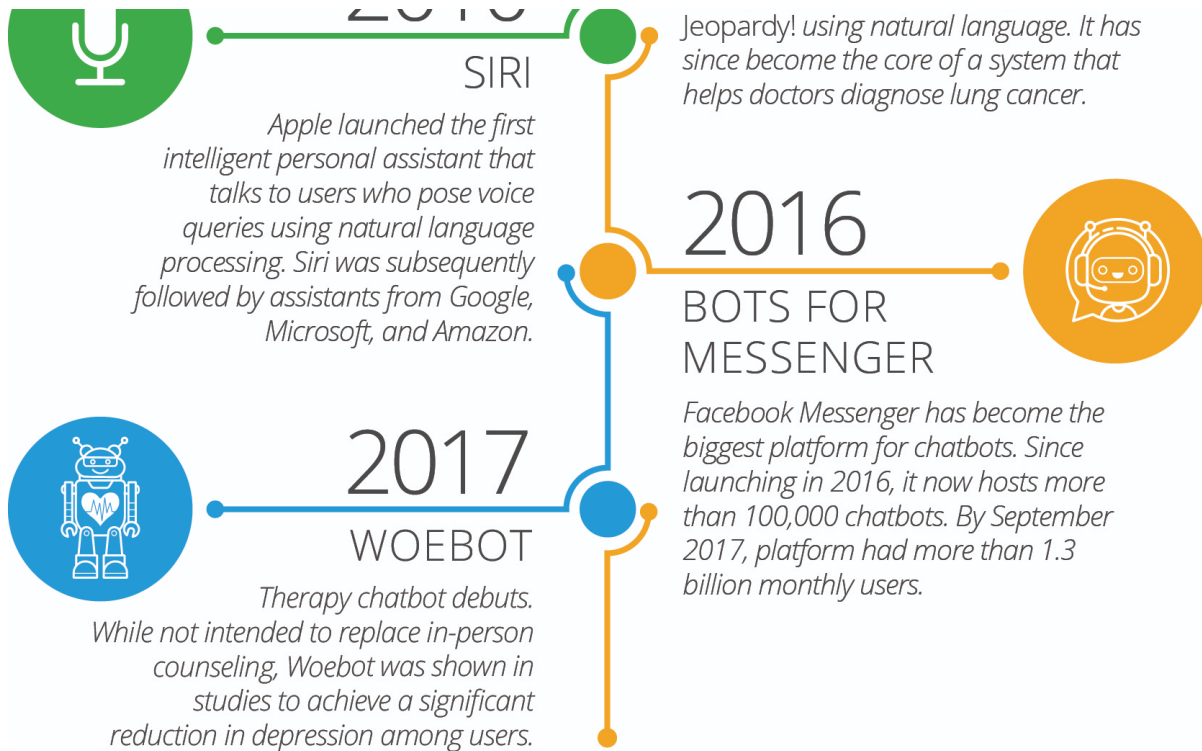 SIRI
Apple launched the first
intelligent personal assistant that
talks to users who pose voice
queries using natural language
processing. Siri was subsequently
followed by assistants from Google,
Microsoft, and Amazon.
Jeopardy! using natural language. It has
since become the core of a system that
helps doctors diagnose lung cancer.
2016
BOTS FOR
MESSENGER
Facebook Messenger has become the
biggest platform for chatbots. Since
launching in 2016, it now hosts more
than 100,000 chatbots. By September
2017, platform had more than 1.3
billion monthly users.
2017
WOEBOT
Therapy chatbot debuts.
While not intended to replace in-person
counseling, Woebot was shown in
studies to achieve a significant
reduction in depression among users.